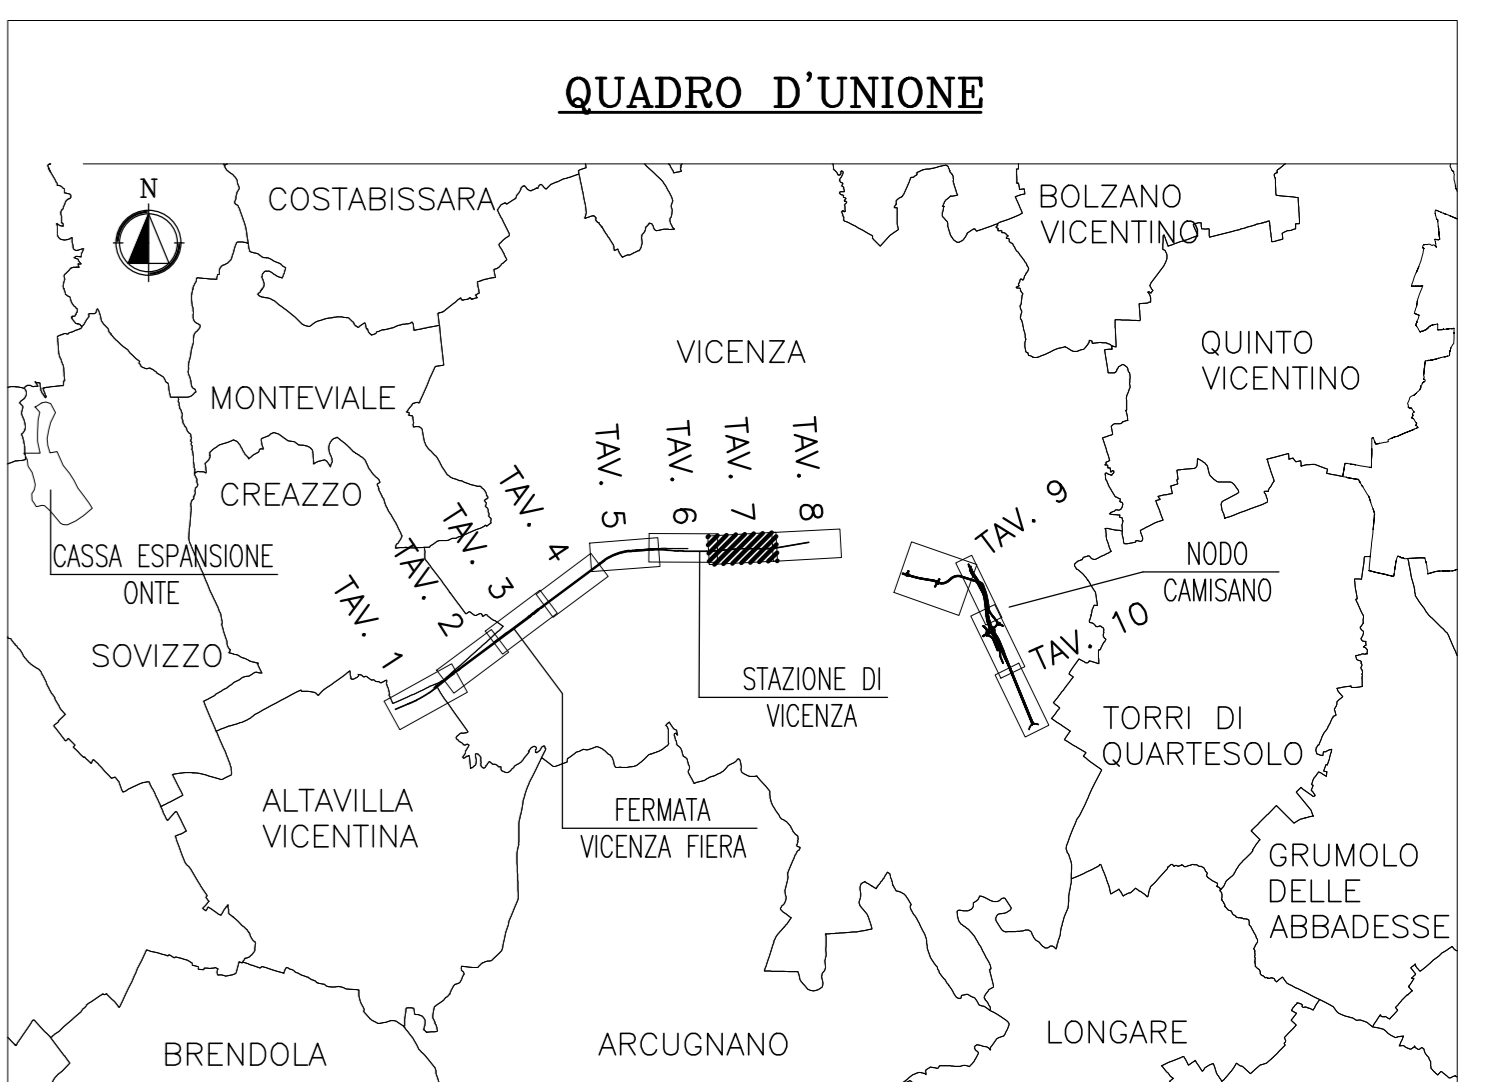 QUADRO D'UNIONE
N
COSTABISSARA
BOLZANO
VICENTINO
VICENZA
QUINTO
VICENTINO
MONTEVIALE
CREAZZO
TAV. 1
TAV. 2
TAV. 3
TAV. 4
TAV. 5
TAV. 6
TAV. 7
TAV. 8
TAV. 9
TAV. 10
CASSA ESPANSIONE
ONTE
NODO
CAMISANO
SOVIZZO
STAZIONE DI
VICENZA
TORRI DI
QUARTESOLO
ALTAVILLA
VICENTINA
FERMATA
VICENZA FIERA
GRUMOLO
DELLE
ABBADESSE
BRENDOLA
ARCUGNANO
LONGARE